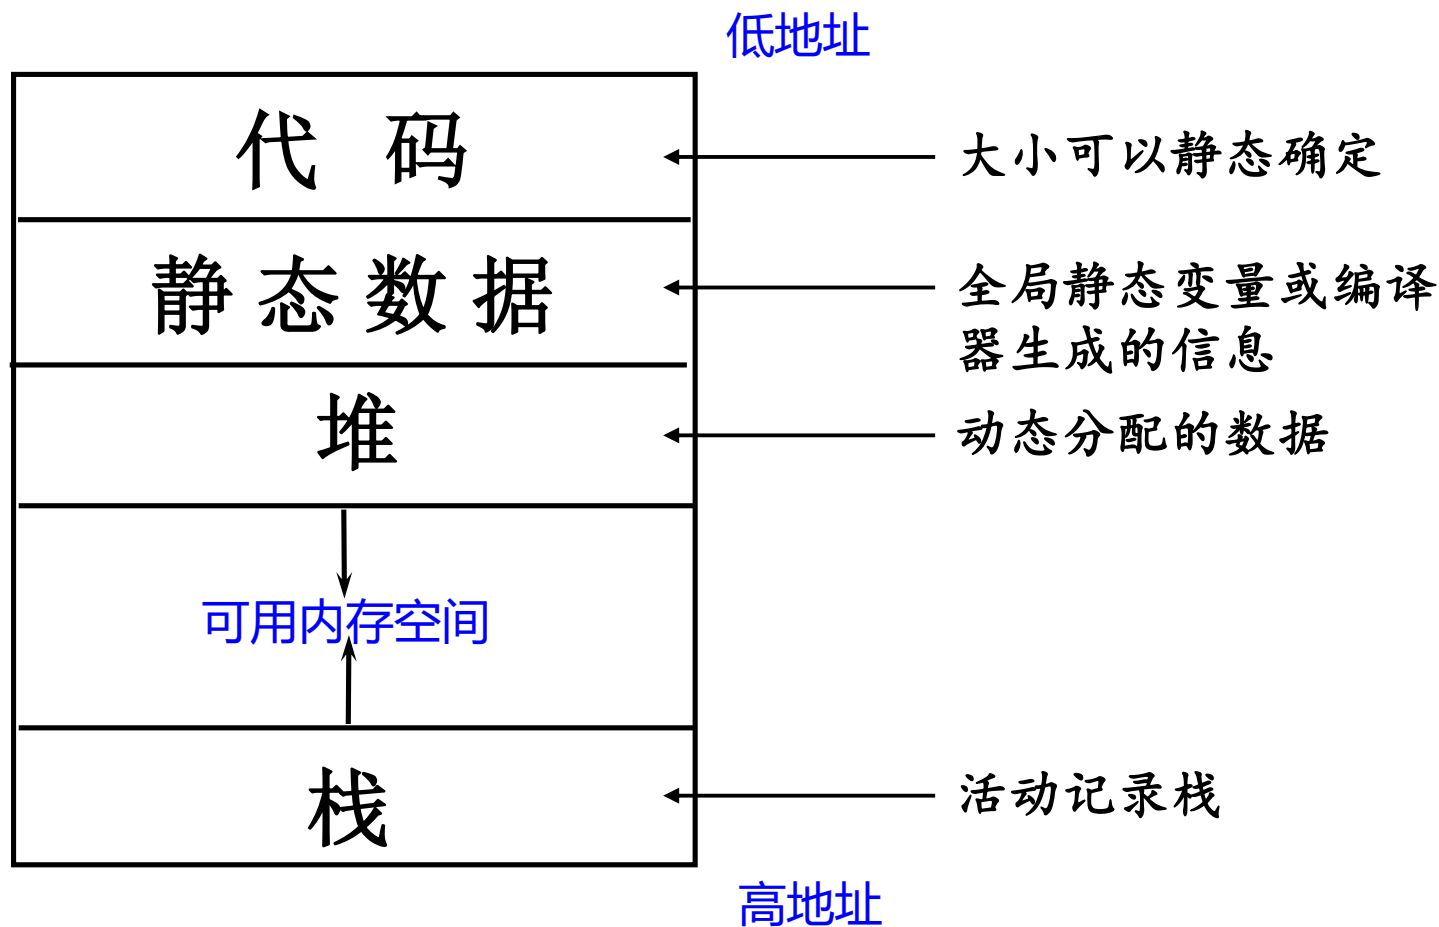 低地址
代 码
大小可以静态确定
静态数据
全局静态变量或编译
器生成的信息
堆
动态分配的数据
可用内存空间
栈
活动记录栈
高地址